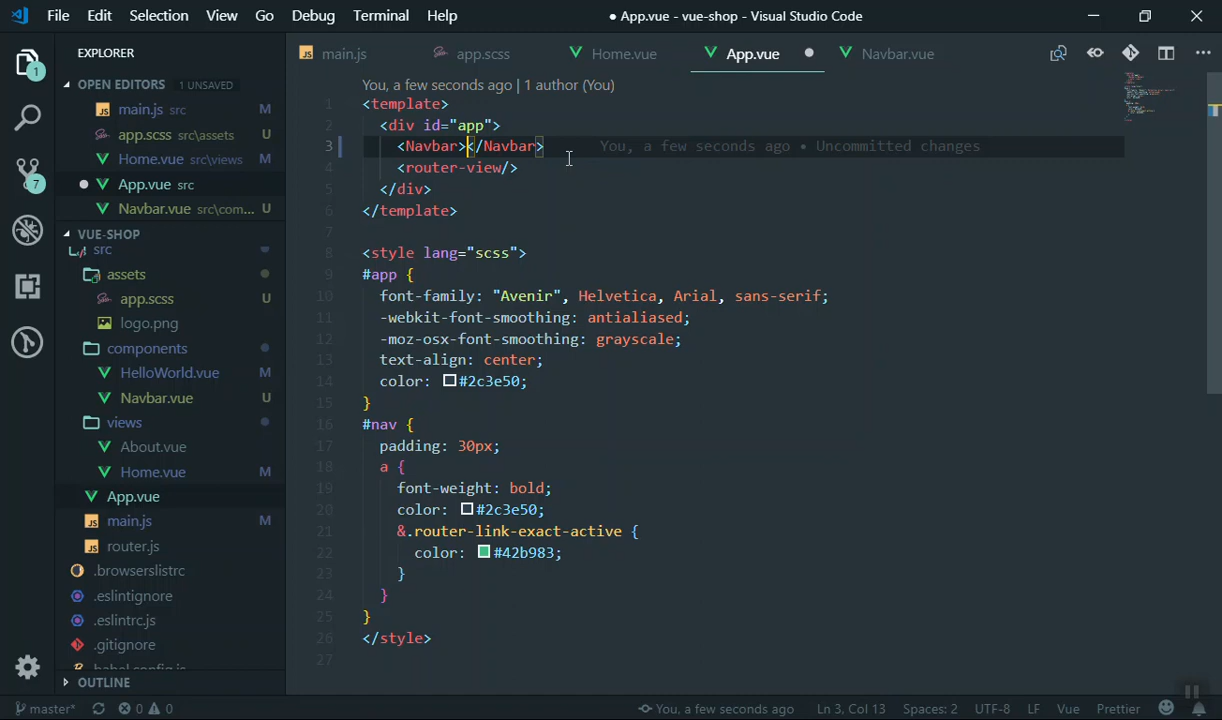 File Edit Selection View Go Debug Terminal Help
● App.vue - vue-shop - Visual Studio Code
EXPLORER
OPEN EDITORS 1 UNSAVED
main.js src M
app.scss src\assets U
Home.vue src\views M
App.vue src
Navbar.vue src\com... U
VUE-SHOP
src
assets
app.scss U
logo.png
components
HelloWorld.vue M
Navbar.vue U
views
About.vue
Home.vue M
App.vue
main.js M
router.js
.browserslistrc
.eslintignore
.eslintrc.js
.gitignore
babel.config.js
OUTLINE
1
7
main.js app.scss Home.vue App.vue Navbar.vue
You, a few seconds ago | 1 author (You)
1 <template>
2 <div id="app">
3 <Navbar></Navbar> You, a few seconds ago • Uncommitted changes
4 <router-view/>
5 </div>
6 </template>
7
8 <style lang="scss">
9 #app {
10 font-family: "Avenir", Helvetica, Arial, sans-serif;
11 -webkit-font-smoothing: antialiased;
12 -moz-osx-font-smoothing: grayscale;
13 text-align: center;
14 color: #2c3e50;
15 }
16 #nav {
17 padding: 30px;
18 a {
19 font-weight: bold;
20 color: #2c3e50;
21 &.router-link-exact-active {
22 color: #42b983;
23 }
24 }
25 }
26 </style>
27
master* 0 0 You, a few seconds ago Ln 3, Col 13 Spaces: 2 UTF-8 LF Vue Prettier